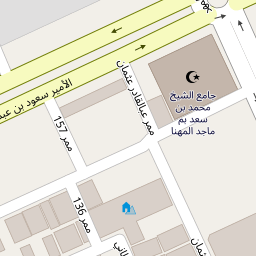 الأمير سعود بن عبد
ممر عبدالقادر عثمان
جامع الشيخ
محمد بن
سعد بم
ماجد المهنا
ممر 157
ممر 136
عثمان